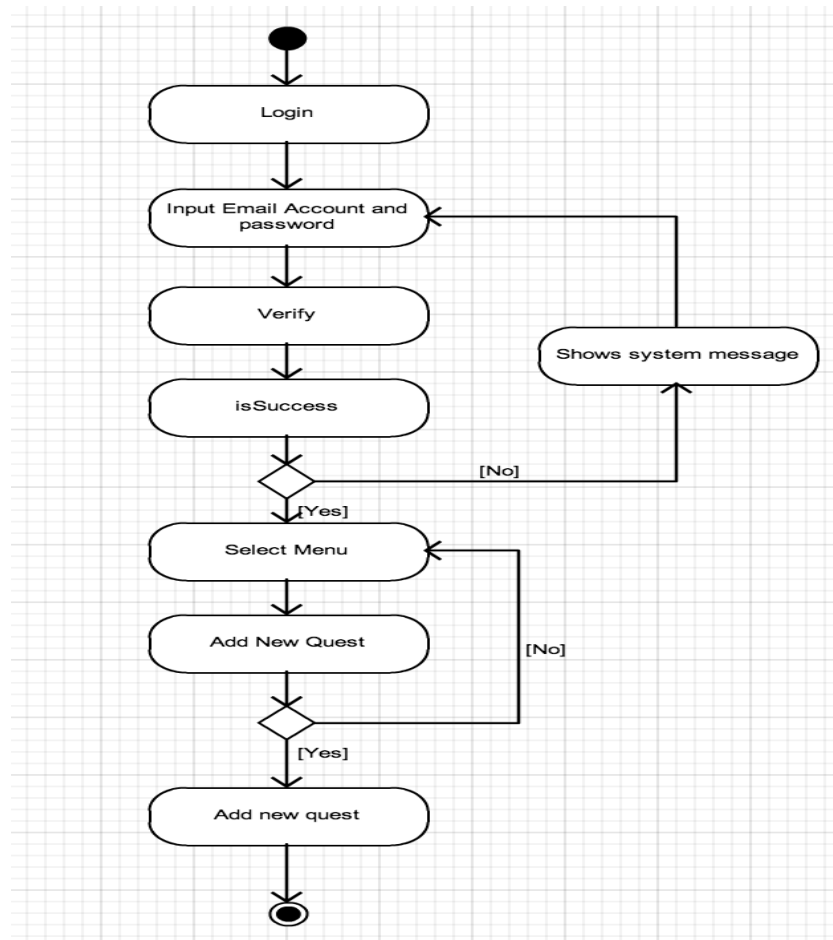 Login
Input Email Account and
password
Verify
Shows system message
isSuccess
[No]
[Yes]
Select Menu
Add New Quest
[No]
[Yes]
Add new quest